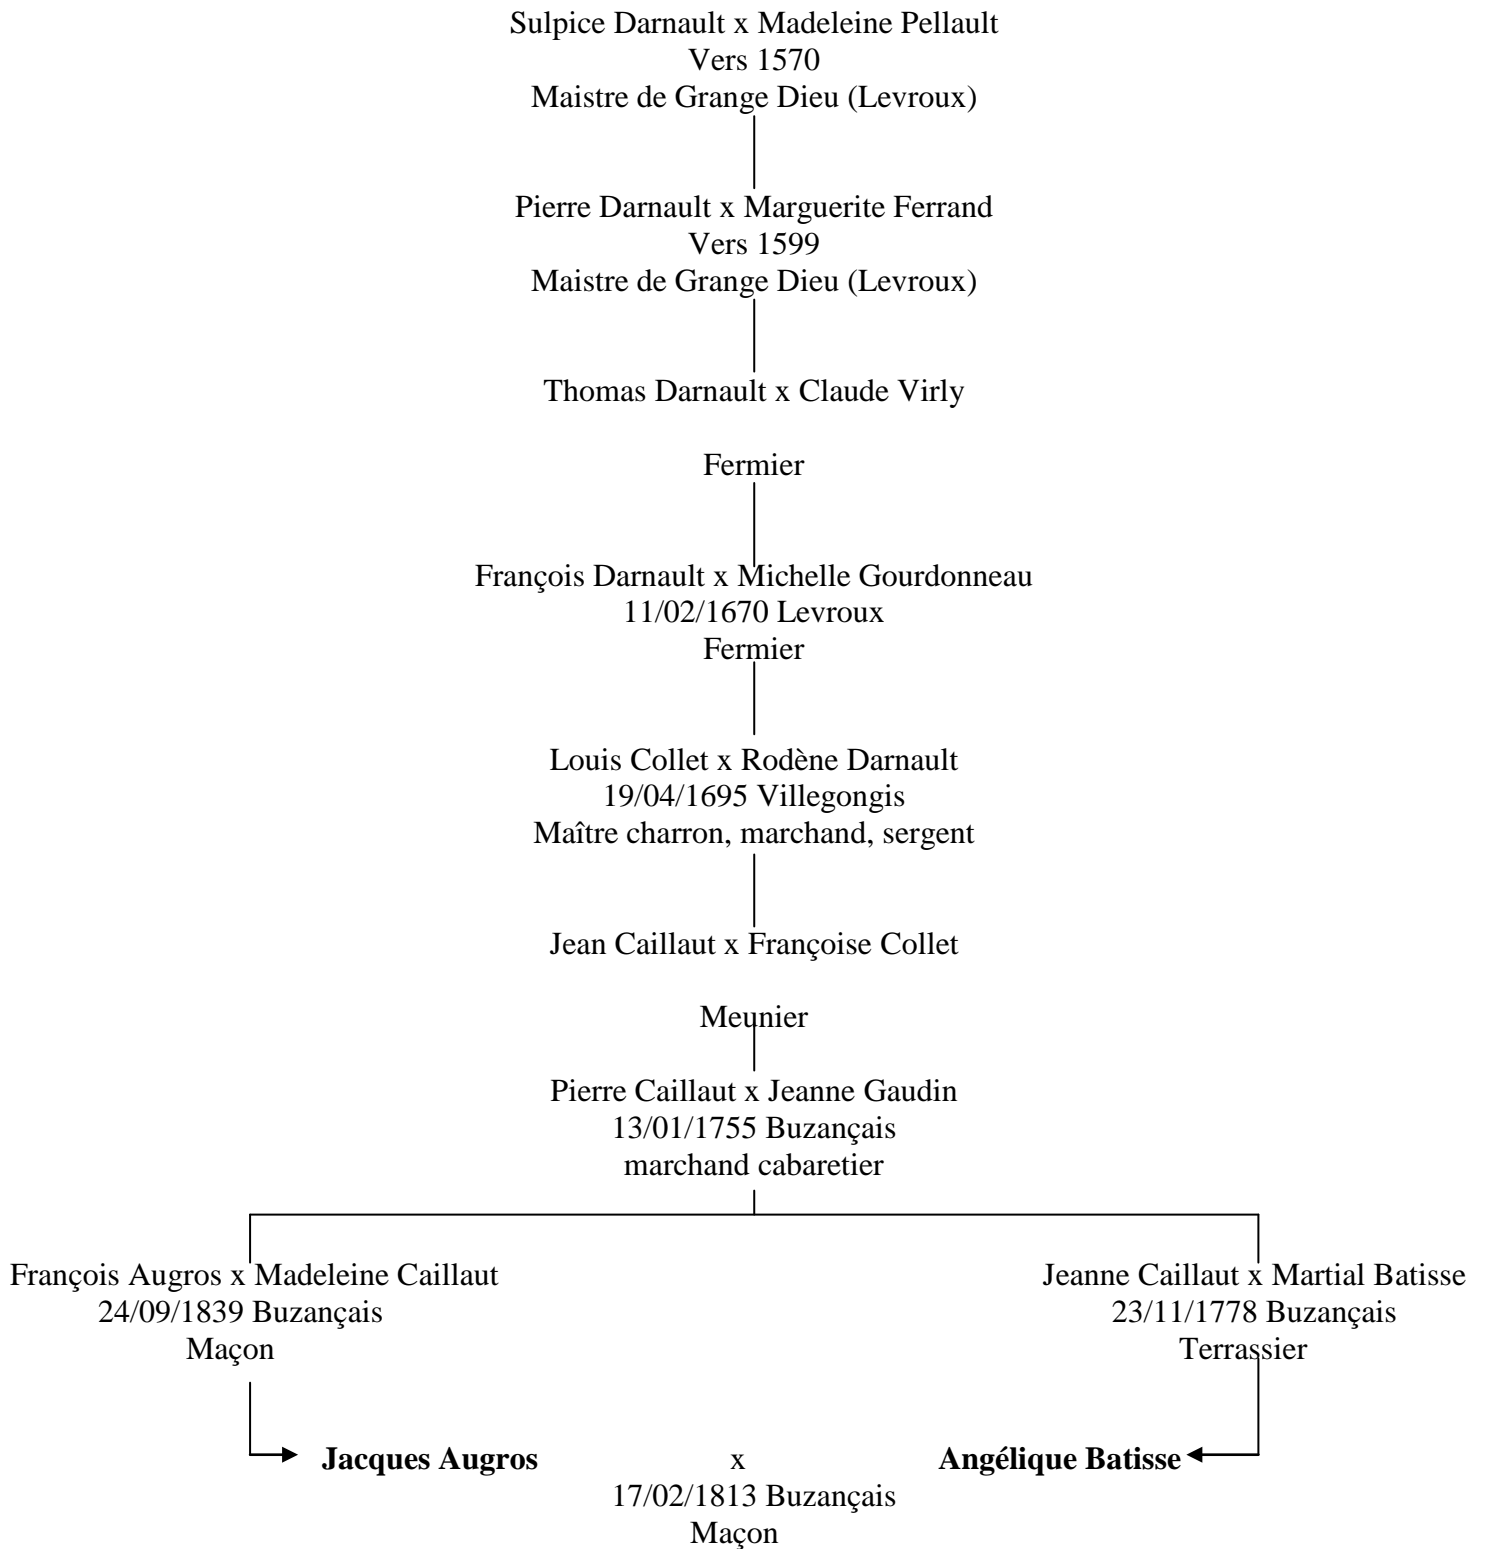 Sulpice Darnault x Madeleine Pellault
Vers 1570
Maistre de Grange Dieu (Levroux)
Pierre Darnault x Marguerite Ferrand
Vers 1599
Maistre de Grange Dieu (Levroux)
Thomas Darnault x Claude Virly
Fermier
François Darnault x Michelle Gourdonneau
11/02/1670 Levroux
Fermier
Louis Collet x Rodène Darnault
19/04/1695 Villegongis
Maître charron, marchand, sergent
Jean Caillaut x Françoise Collet
Meunier
Pierre Caillaut x Jeanne Gaudin
13/01/1755 Buzançais
marchand cabaretier
François Augros x Madeleine Caillaut
24/09/1839 Buzançais
Maçon
Jeanne Caillaut x Martial Batisse
23/11/1778 Buzançais
Terrassier
Jacques Augros x Angélique Batisse
17/02/1813 Buzançais
Maçon